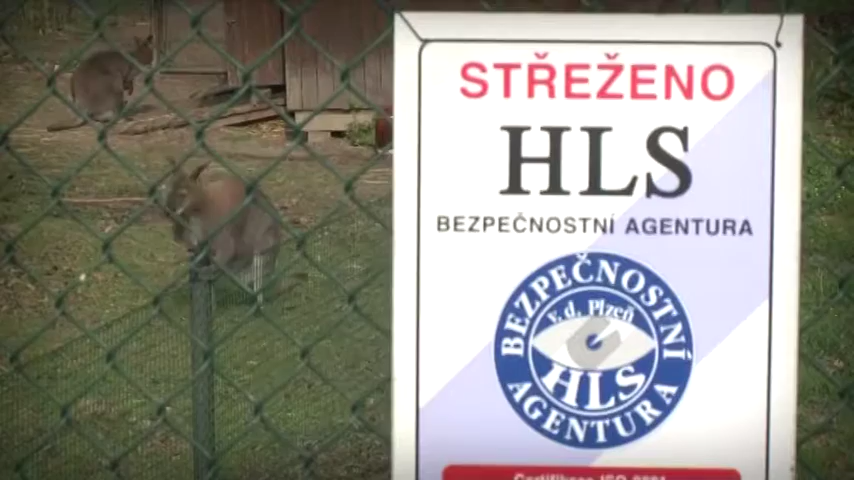 STŘEŽENO
HLS
BEZPEČNOSTNÍ AGENTURA
BEZPEČNOSTNÍ
v. d. Plzeň
HLS
AGENTURA